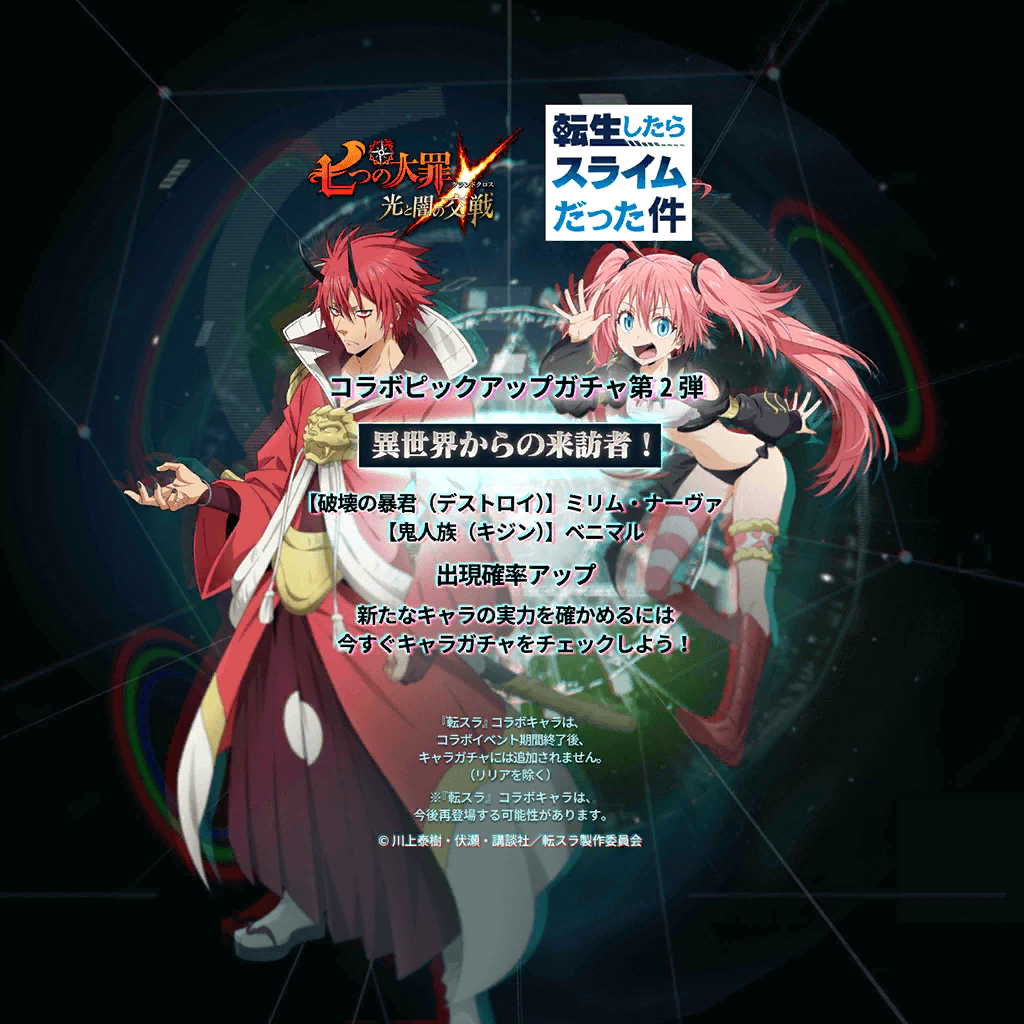 七つの大罪
グランドクロス
光と闇の交戦
転生したら
スライム
だった件
コラボピックアップガチャ第2弾
異世界からの来訪者！
【破壊の暴君（デストロイ）】ミリム・ナーヴァ
【鬼人族（キジン）】ベニマル
出現確率アップ
新たなキャラの実力を確かめるには
今すぐキャラガチャをチェックしよう！
『転スラ』コラボキャラは、
コラボイベント期間終了後、
キャラガチャには追加されません。
（リリアを除く）
※『転スラ』コラボキャラは、
今後再登場する可能性があります。
© 川上泰樹・伏瀬・講談社／転スラ製作委員会